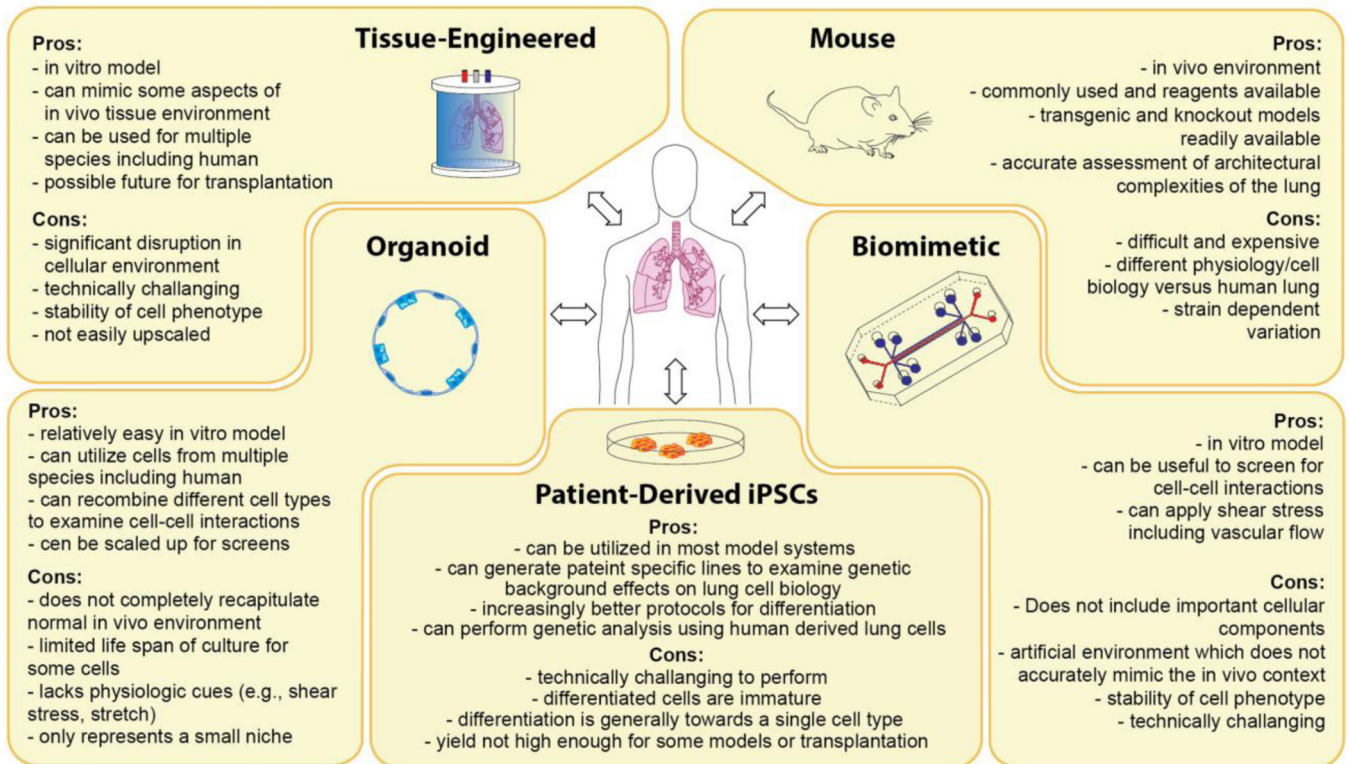 Tissue-Engineered
Pros:
- in vitro model
- can mimic some aspects of
in vivo tissue environment
- can be used for multiple
species including human
- possible future for transplantation
Cons:
- significant disruption in
cellular environment
- technically challanging
- stability of cell phenotype
- not easily upscaled
Mouse
Pros:
- in vivo environment
- commonly used and reagents available
- transgenic and knockout models
readily available
- accurate assessment of architectural
complexities of the lung
Cons:
- difficult and expensive
- different physiology/cell
biology versus human lung
- strain dependent
variation
Organoid
Pros:
- relatively easy in vitro model
- can utilize cells from multiple
species including human
- can recombine different cell types
to examine cell-cell interactions
- cen be scaled up for screens
Cons:
- does not completely recapitulate
normal in vivo environment
- limited life span of culture for
some cells
- lacks physiologic cues (e.g., shear
stress, stretch)
- only represents a small niche
Patient-Derived iPSCs
Pros:
- can be utilized in most model systems
- can generate pateint specific lines to examine genetic
background effects on lung cell biology
- increasingly better protocols for differentiation
- can perform genetic analysis using human derived lung cells
Cons:
- technically challanging to perform
- differentiated cells are immature
- differentiation is generally towards a single cell type
- yield not high enough for some models or transplantation
Biomimetic
Pros:
- in vitro model
- can be useful to screen for
cell-cell interactions
- can apply shear stress
including vascular flow
Cons:
- Does not include important cellular
components
- artificial environment which does not
accurately mimic the in vivo context
- stability of cell phenotype
- technically challanging